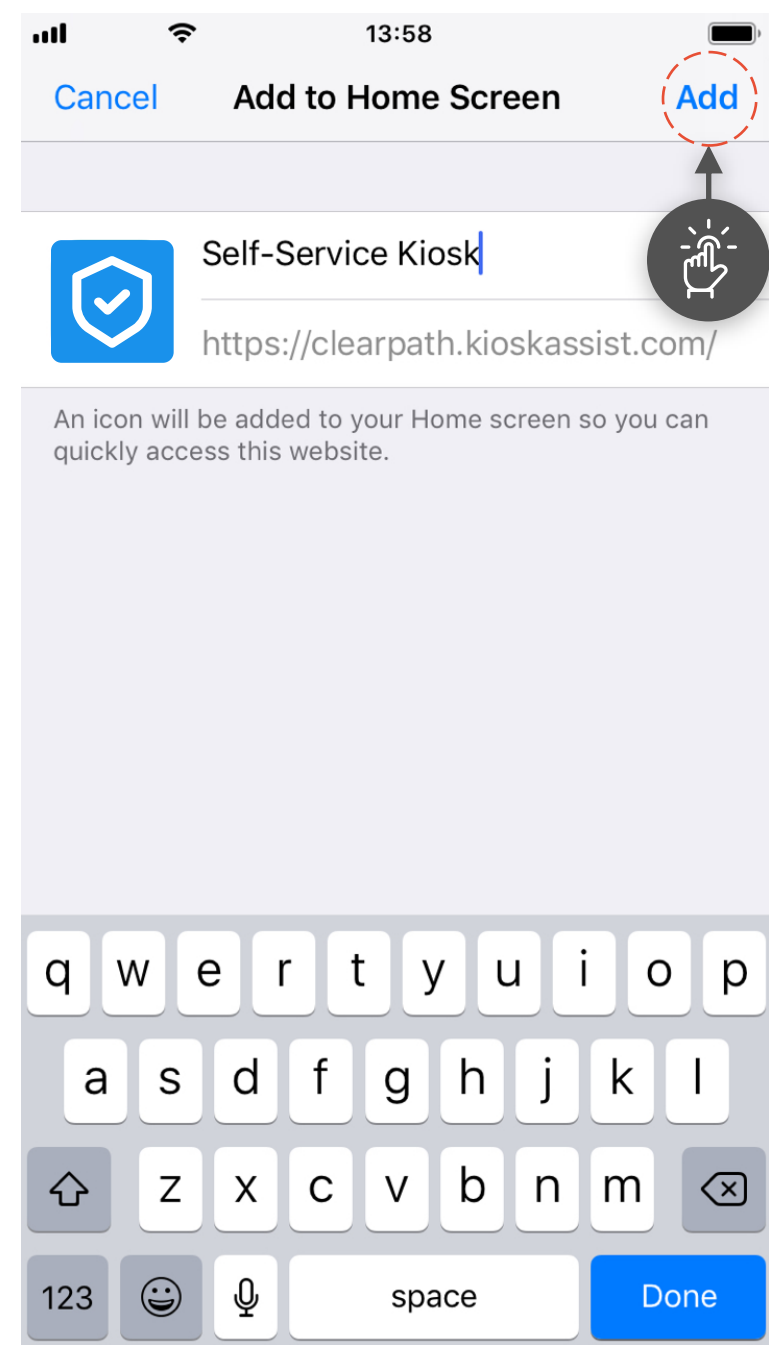 13:58
Cancel Add to Home Screen Add
Self-Service Kiosk
https://clearpath.kioskassist.com/
An icon will be added to your Home screen so you can
quickly access this website.
q w e r t y u i o p
a s d f g h j k l
z x c v b n m
123 space Done